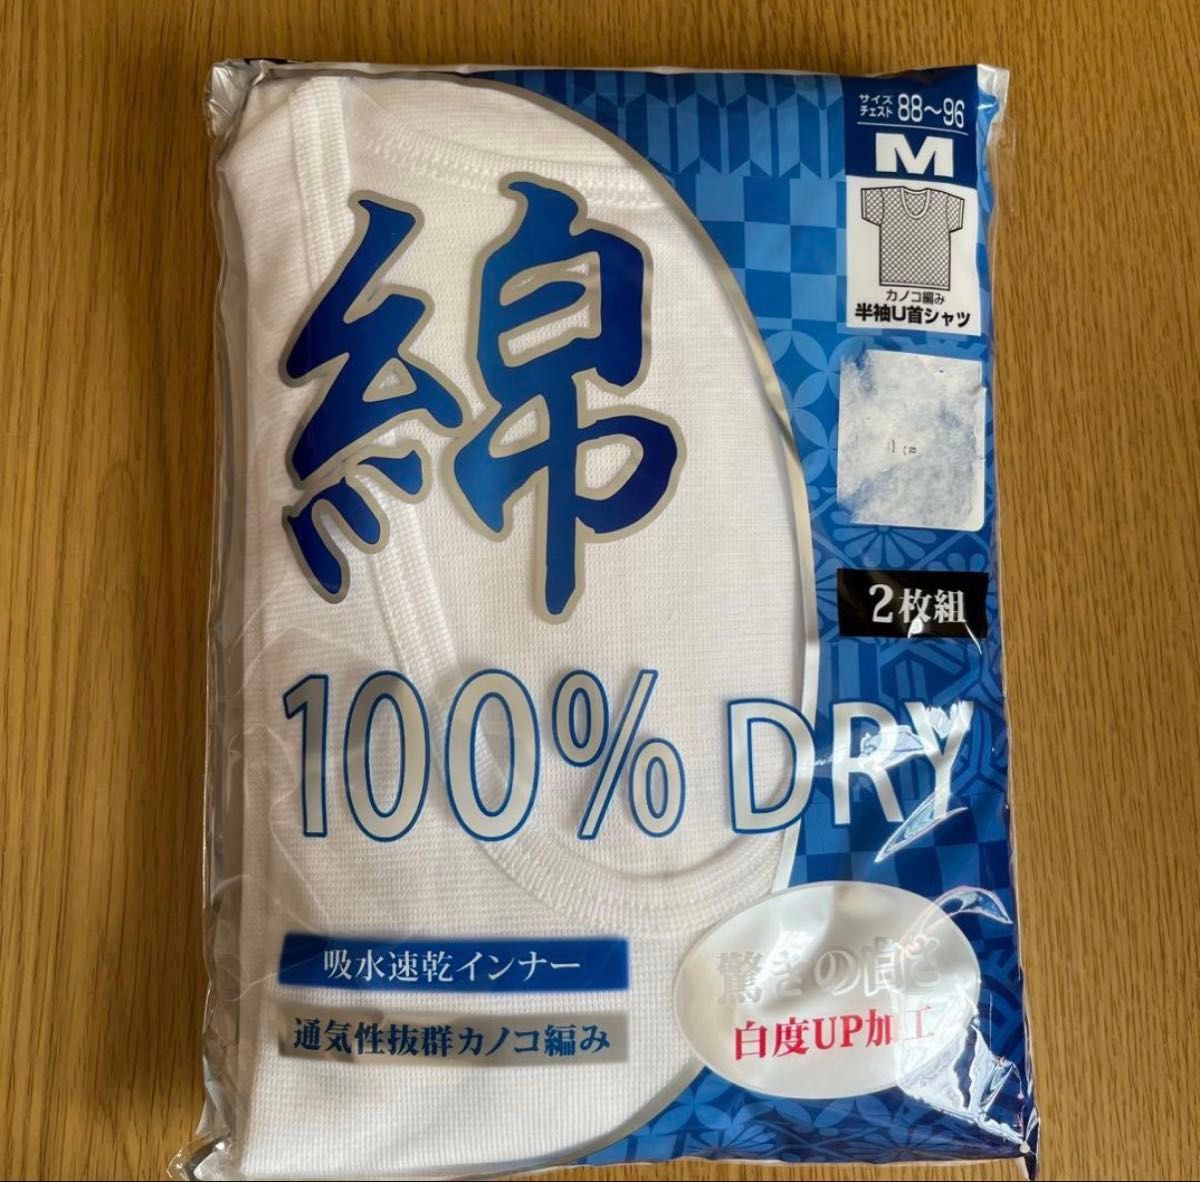 サイズ
チェスト 88～96
M
カノコ編み
半袖U首シャツ
綿
2枚組
100% DRY
吸水速乾インナー
通気性抜群カノコ編み
驚きの白さ
白度UP加工